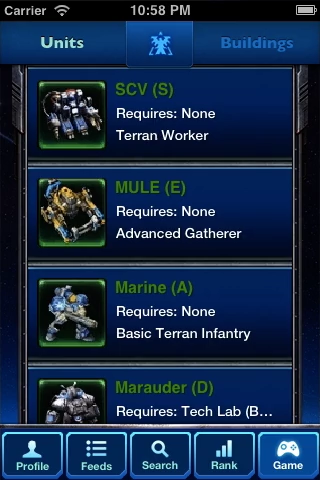 Carrier 10:58 PM
Units Buildings
SCV (S)
Requires: None
Terran Worker
MULE (E)
Requires: None
Advanced Gatherer
Marine (A)
Requires: None
Basic Terran Infantry
Marauder (D)
Requires: Tech Lab (B...
Profile Feeds Search Rank Game